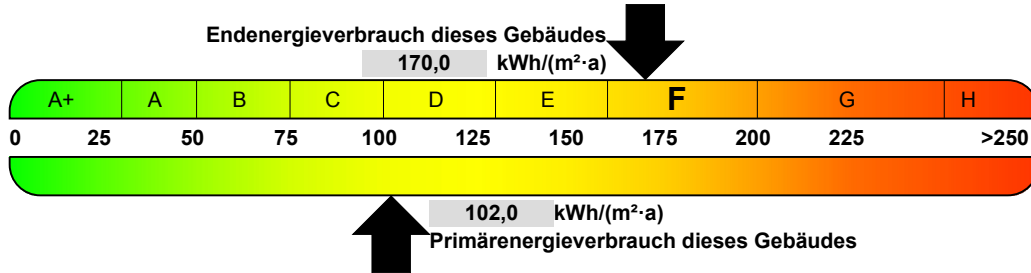 Endenergieverbrauch dieses Gebäudes
170,0 kWh/(m²·a)
A+ A B C D E F G H
0 25 50 75 100 125 150 175 200 225 >250
102,0 kWh/(m²·a)
Primärenergieverbrauch dieses Gebäudes